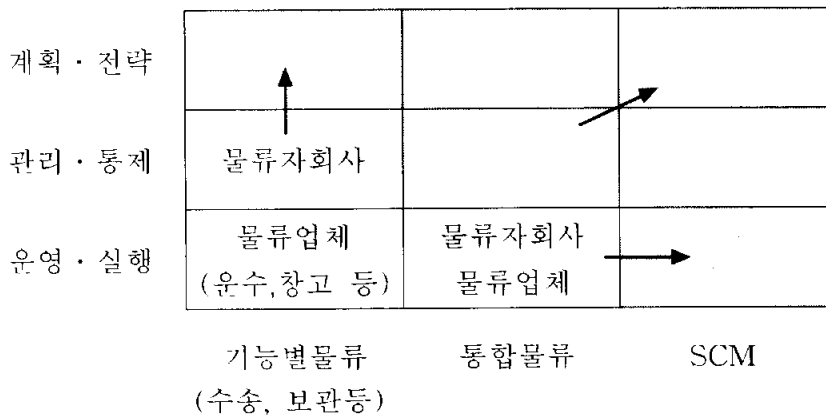 계획・전략
관리・통제
물류자회사
운영・실행
물류업체
(운수,창고 등)
물류자회사
물류업체
기능별물류
(수송, 보관등)
통합물류
SCM